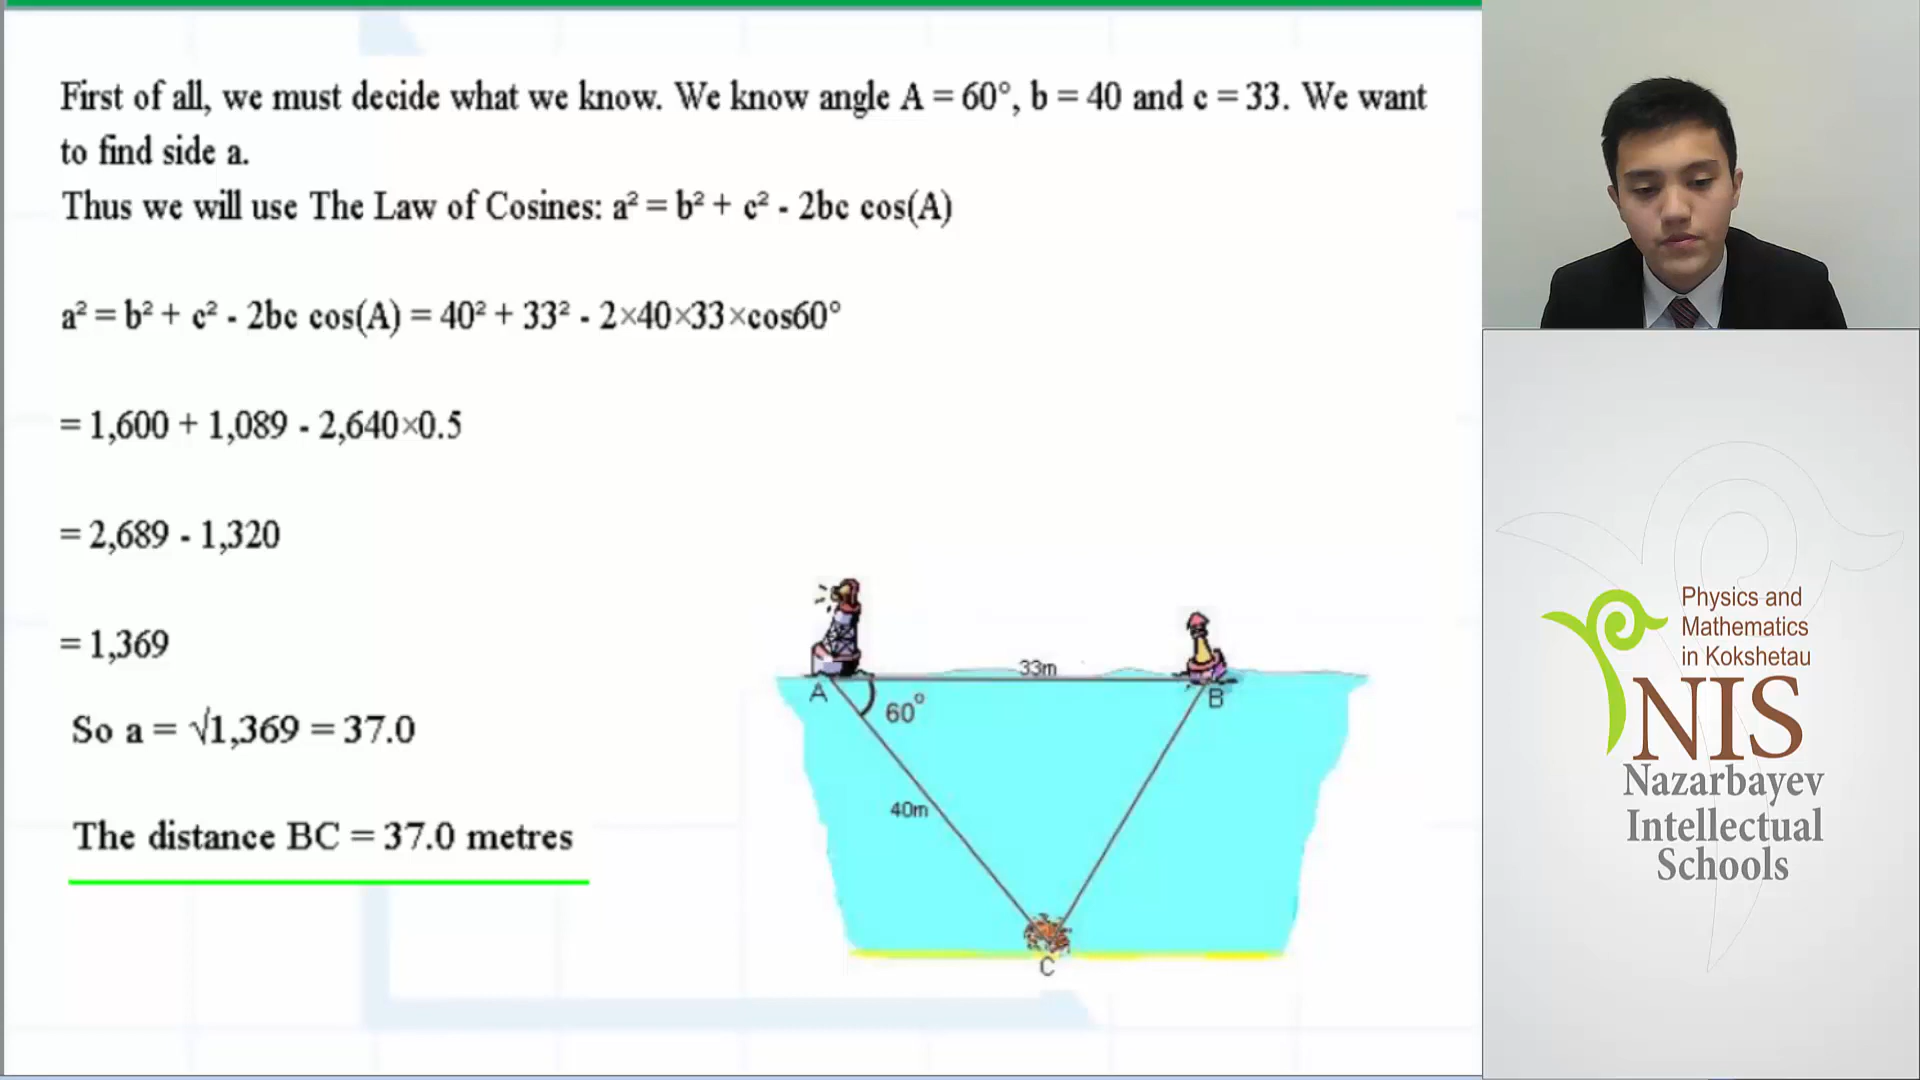 First of all, we must decide what we know. We know angle A = 60°, b = 40 and c = 33. We want
to find side a.
Thus we will use The Law of Cosines: a² = b² + c² - 2bc cos(A)
a² = b² + c² - 2bc cos(A) = 40² + 33² - 2×40×33×cos60°
= 1,600 + 1,089 - 2,640×0.5
= 2,689 - 1,320
= 1,369
So a = √1,369 = 37.0
The distance BC = 37.0 metres
33m
A
60°
B
40m
C
Physics and
Mathematics
in Kokshetau
NIS
Nazarbayev
Intellectual
Schools